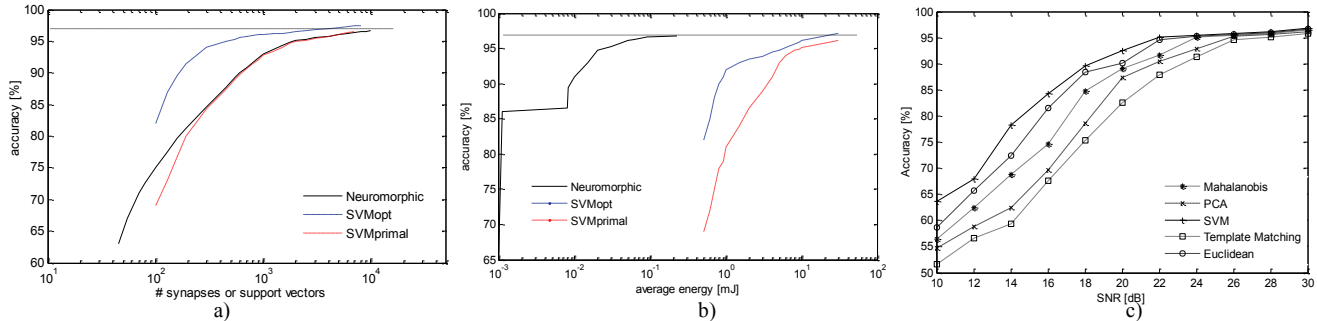 100
95
90
85
80
75
70
65
60
accuracy [%]
10^1
10^2
10^3
10^4
# synapses or support vectors
Neuromorphic
SVMopt
SVMprimal
a)
100
95
90
85
80
75
70
65
accuracy [%]
10^-3
10^-2
10^-1
10^0
10^1
10^2
average energy [mJ]
Neuromorphic
SVMopt
SVMprimal
b)
100
95
90
85
80
75
70
65
60
55
50
Accuracy [%]
10
12
14
16
18
20
22
24
26
28
30
SNR [dB]
Mahalanobis
PCA
SVM
Template Matching
Euclidean
c)